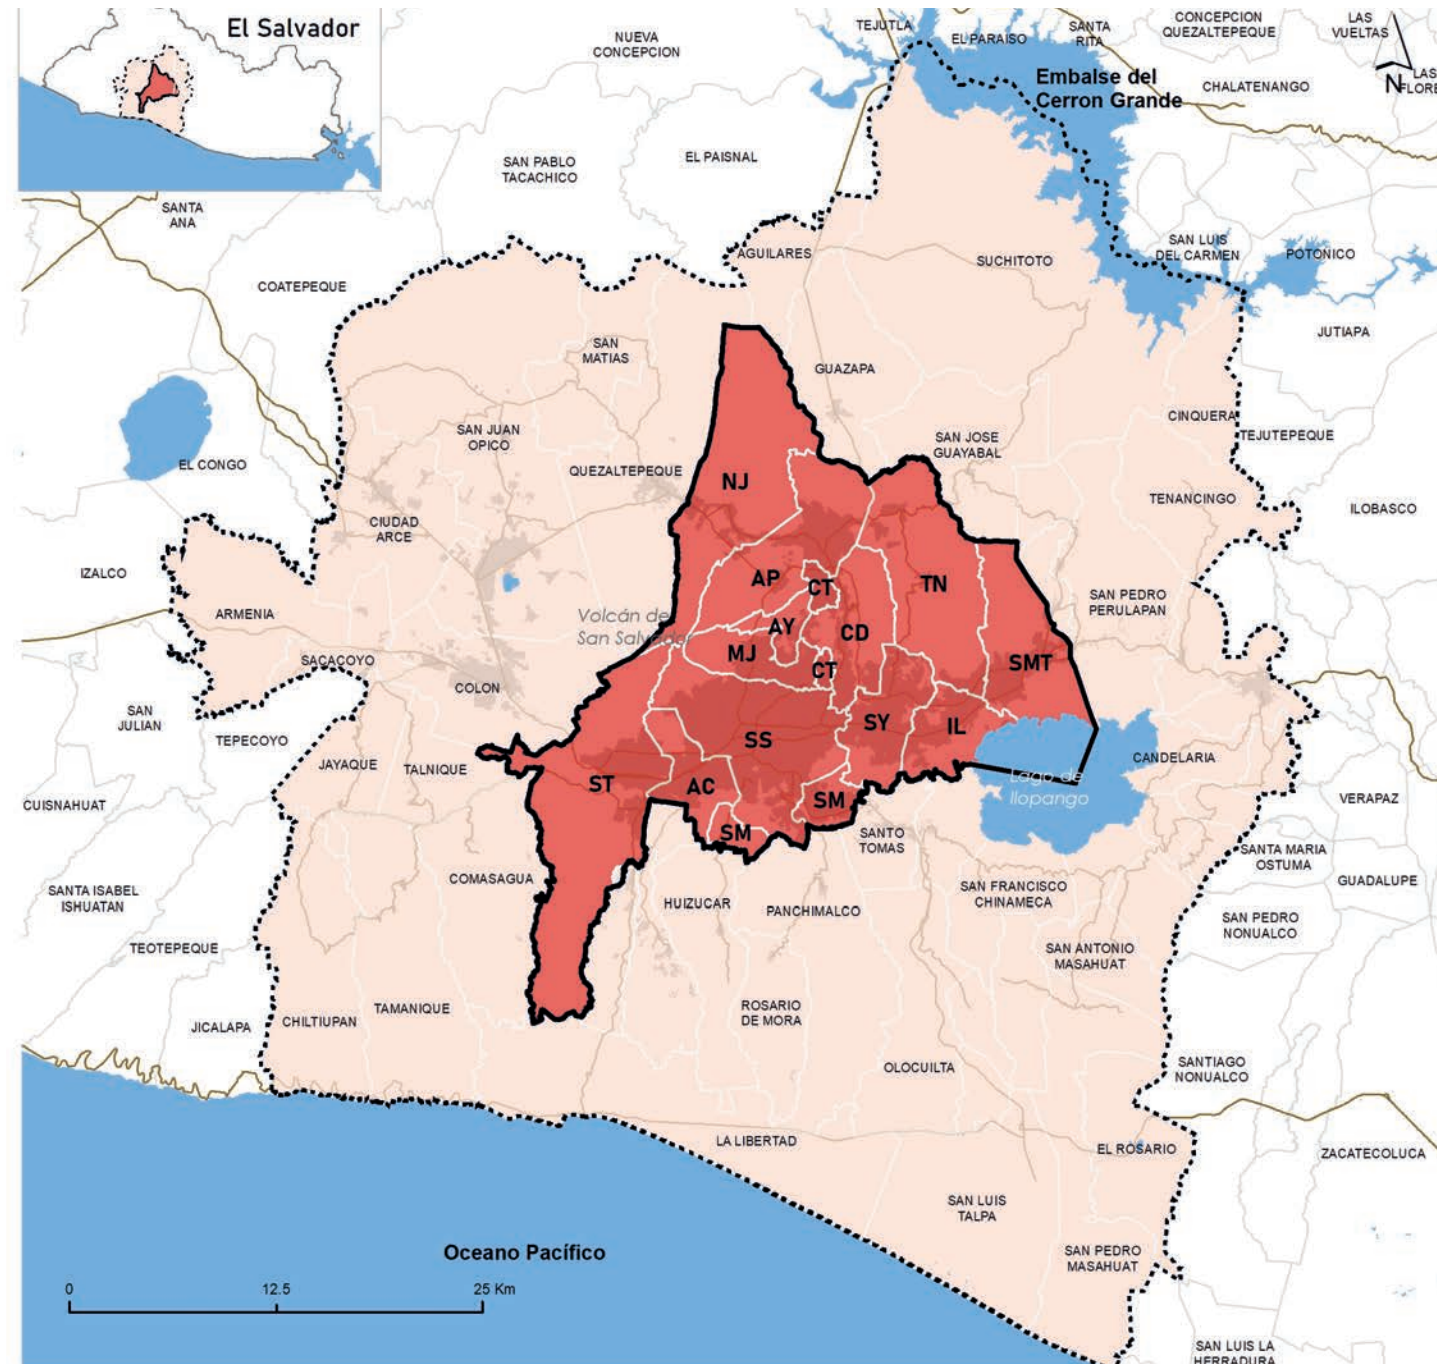 El Salvador
TEJUTLA
EL PARAISO
SANTA
RITA
CONCEPCION
QUEZALTEPEQUE
LAS
VUELTAS
NUEVA
CONCEPCION
Embalse del
Cerron Grande
CHALATENANGO
N
LAS
FLORE
SAN PABLO
TACACHICO
EL PAISNAL
SANTA
ANA
AGUILARES
SUCHITOTO
SAN LUIS
DEL CARMEN
POTONICO
COATEPEQUE
JUTIAPA
SAN
MATIAS
GUAZAPA
CINQUERA
TEJUTEPEQUE
SAN JUAN
OPICO
SAN JOSE
GUAYABAL
EL CONGO
QUEZALTEPEQUE
NJ
TENANCINGO
ILOBASCO
CIUDAD
ARCE
IZALCO
AP
CT
TN
ARMENIA
SAN PEDRO
PERULAPAN
Volcán de
San Salvador
AY
CD
MJ
CT
SMT
SACACOYO
COLON
SAN
JULIAN
TEPECOYO
SS
SY
IL
JAYAQUE
TALNIQUE
ST
AC
SM
CANDELARIA
Lago de
Ilopango
CUISNAHUAT
VERAPAZ
SM
SANTO
TOMAS
SANTA MARIA
OSTUMA
GUADALUPE
SANTA ISABEL
ISHUATAN
COMASAGUA
HUIZUCAR
PANCHIMALCO
SAN FRANCISCO
CHINAMECA
SAN PEDRO
NONUALCO
TEOTEPEQUE
SAN ANTONIO
MASAHUAT
JICALAPA
CHILTIUPAN
TAMANIQUE
ROSARIO
DE MORA
OLOCUILTA
SANTIAGO
NONUALCO
LA LIBERTAD
EL ROSARIO
ZACATECOLUCA
SAN LUIS
TALPA
Oceano Pacífico
SAN PEDRO
MASAHUAT
0 12.5 25 Km
SAN LUIS LA
HERRADURA